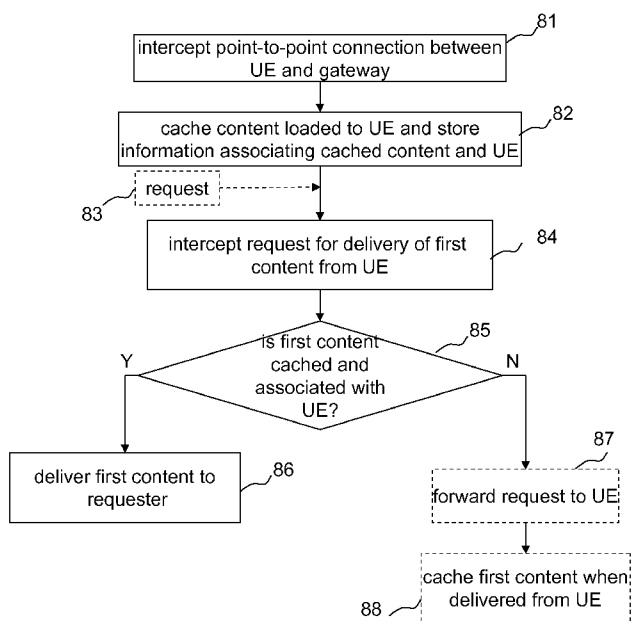 81
intercept point-to-point connection between
UE and gateway
82
cache content loaded to UE and store
information associating cached content and UE
request
83
84
intercept request for delivery of first
content from UE
85
is first content
cached and
associated with
UE?
Y
N
deliver first content to
requester
86
87
forward request to UE
cache first content when
delivered from UE
88